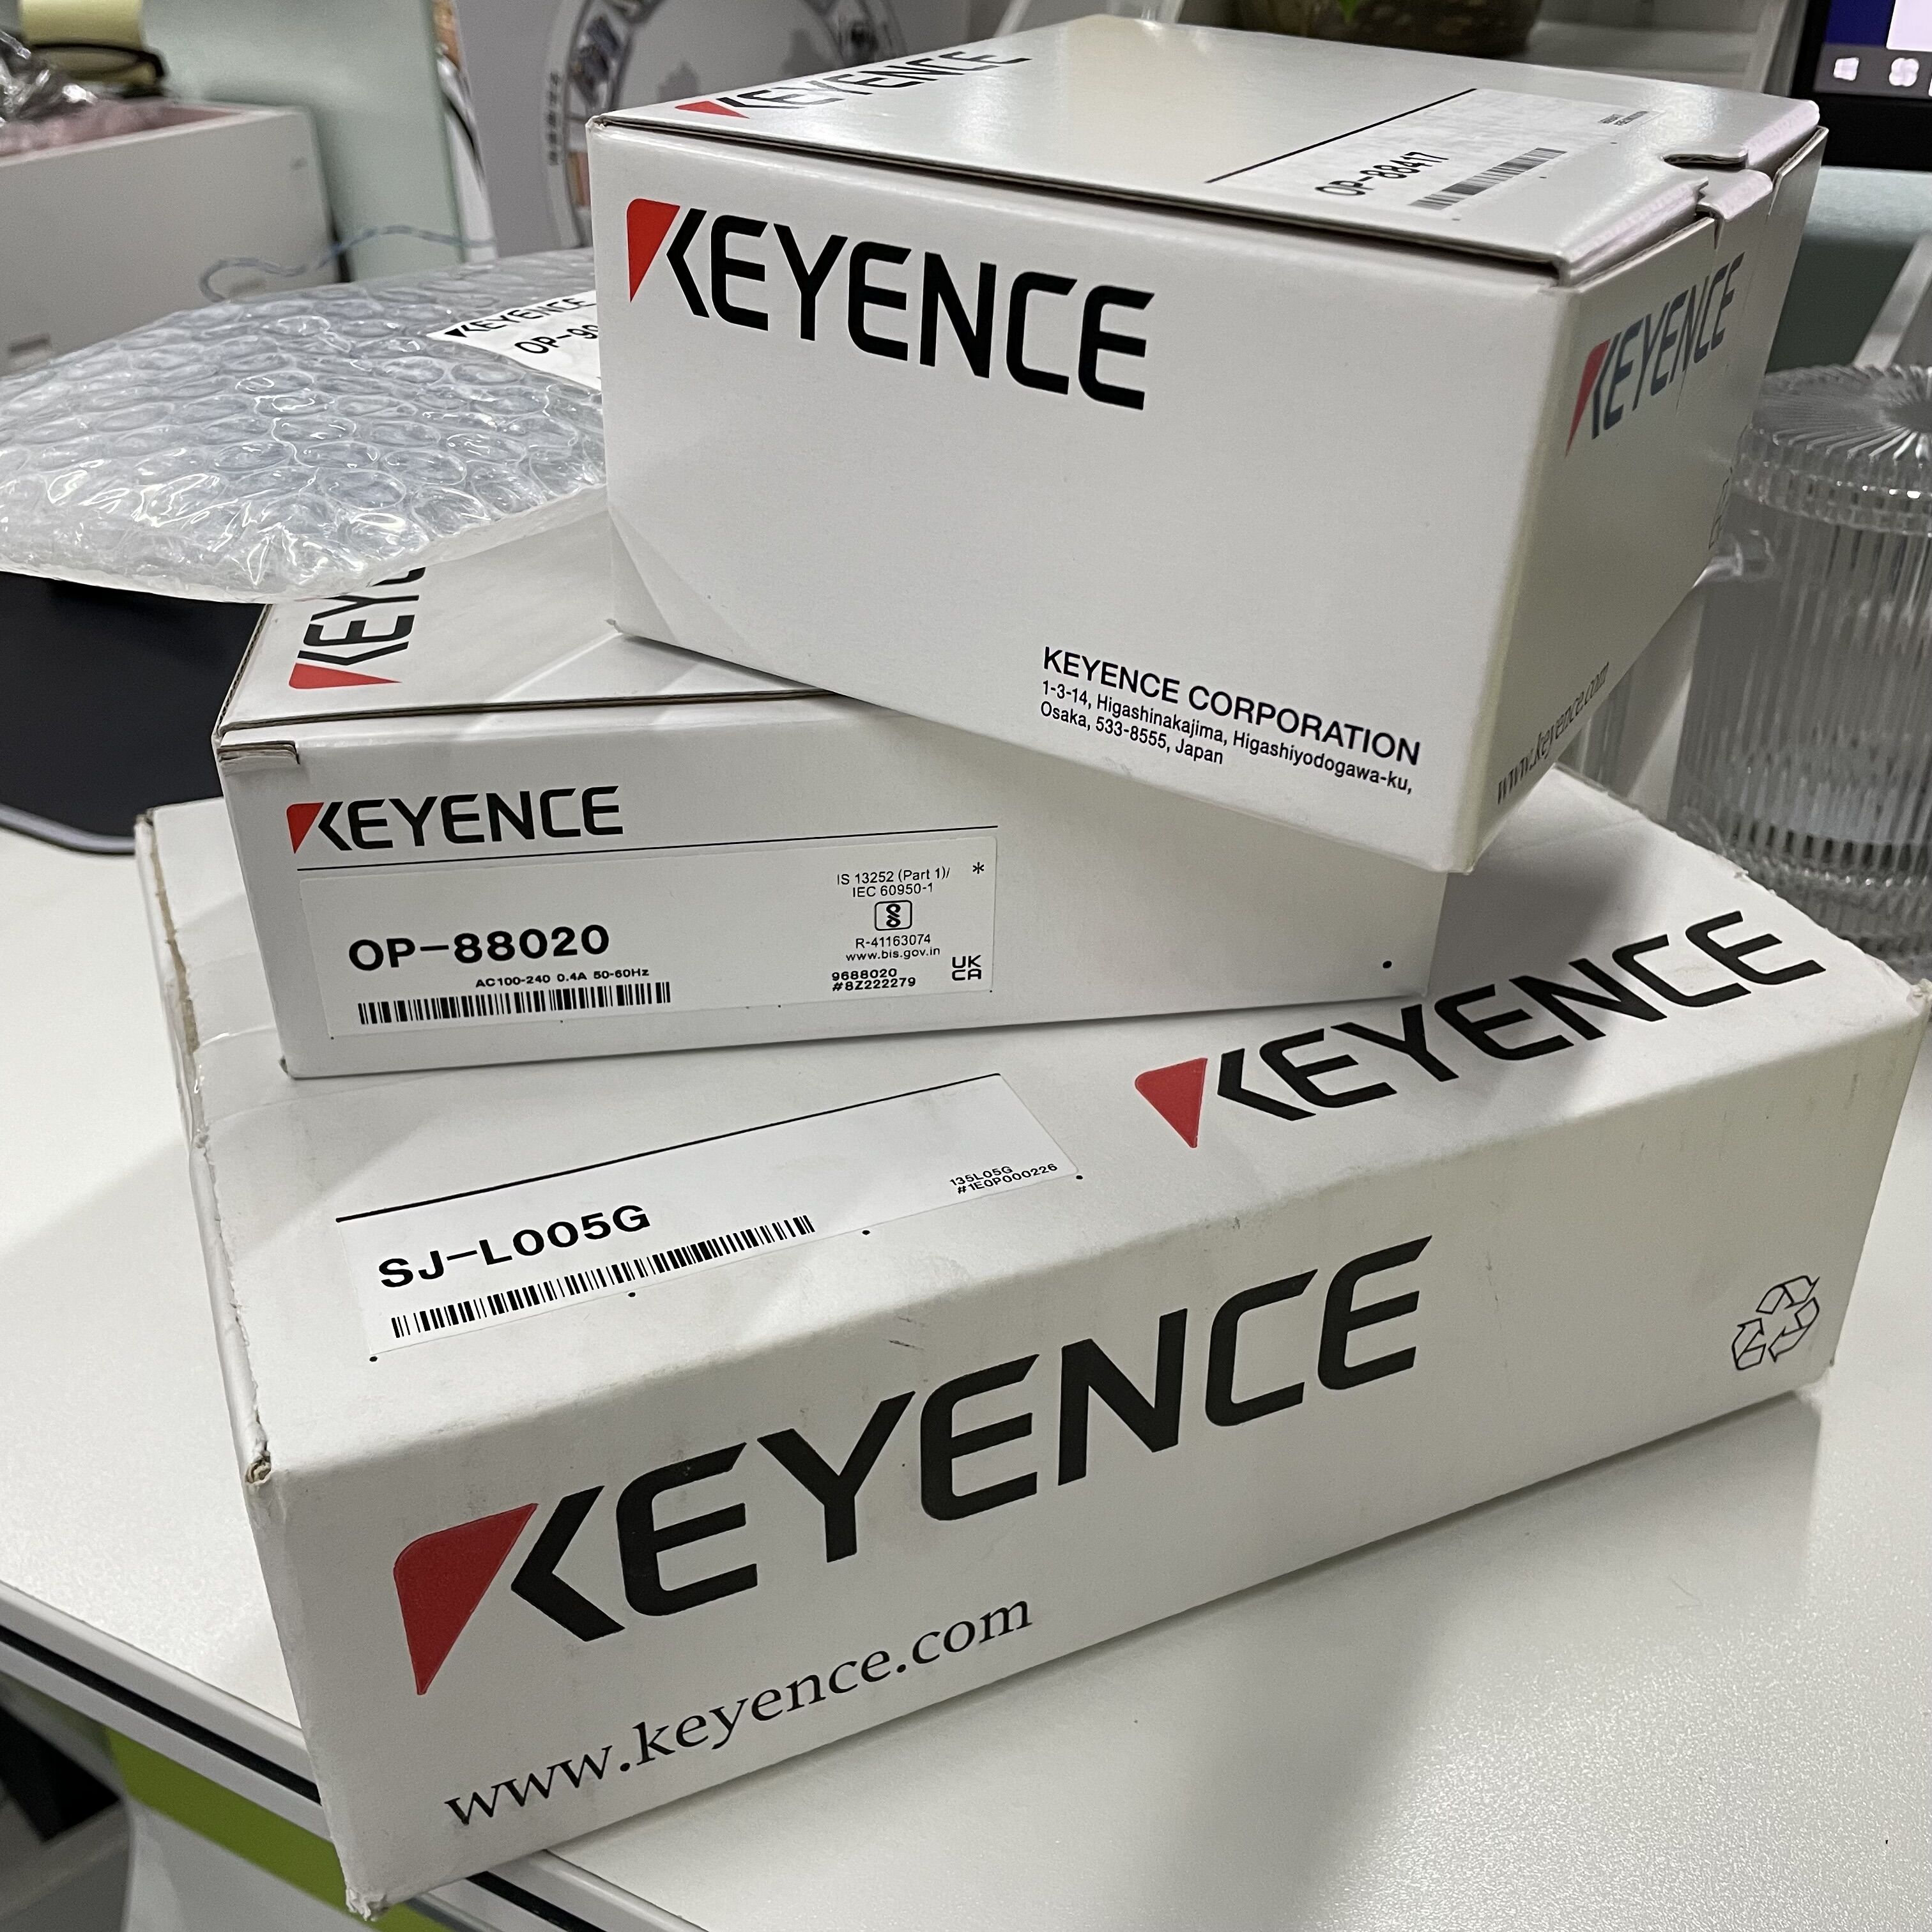 KEYENCE
OP-88417
KEYENCE
KEYENCE
KEYENCE CORPORATION
1-3-14, Higashinakajima, Higashiyodogawa-ku,
Osaka, 533-8555, Japan
www.keyence.com
KEYENCE
KEYENCE
OP-88020
AC100-240 0.4A 50-60Hz
IS 13252 (Part 1)/
IEC 60950-1
R-41163074
www.bis.gov.in
9688020
#8Z222279
*
UK
CA
KEYENCE
SJ-L005G
135L05G
#1E0P000226
KEYENCE
www.keyence.com